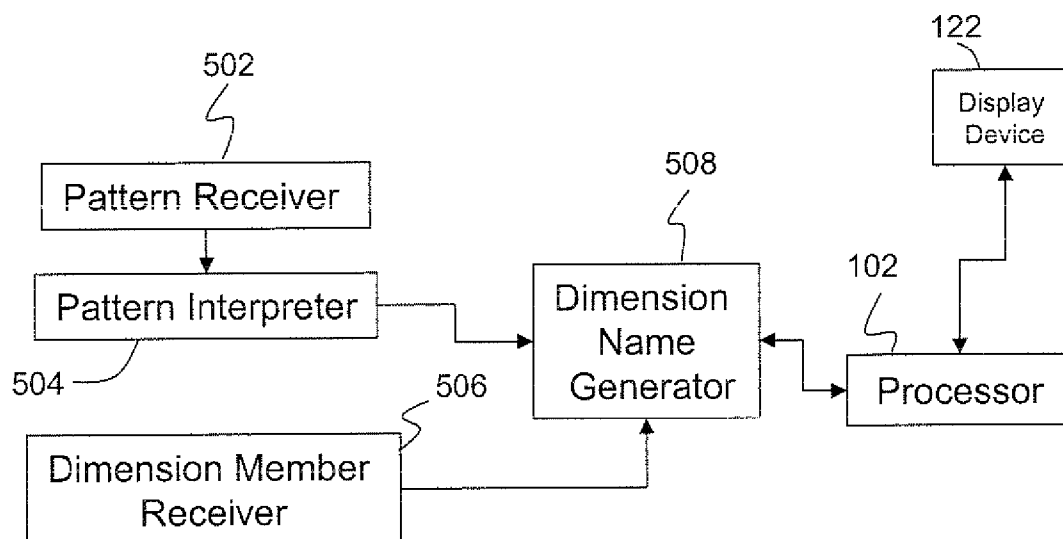 502
Pattern Receiver
Pattern Interpreter
504
506
Dimension Member
Receiver
508
Dimension
Name
Generator
102
Processor
122
Display
Device